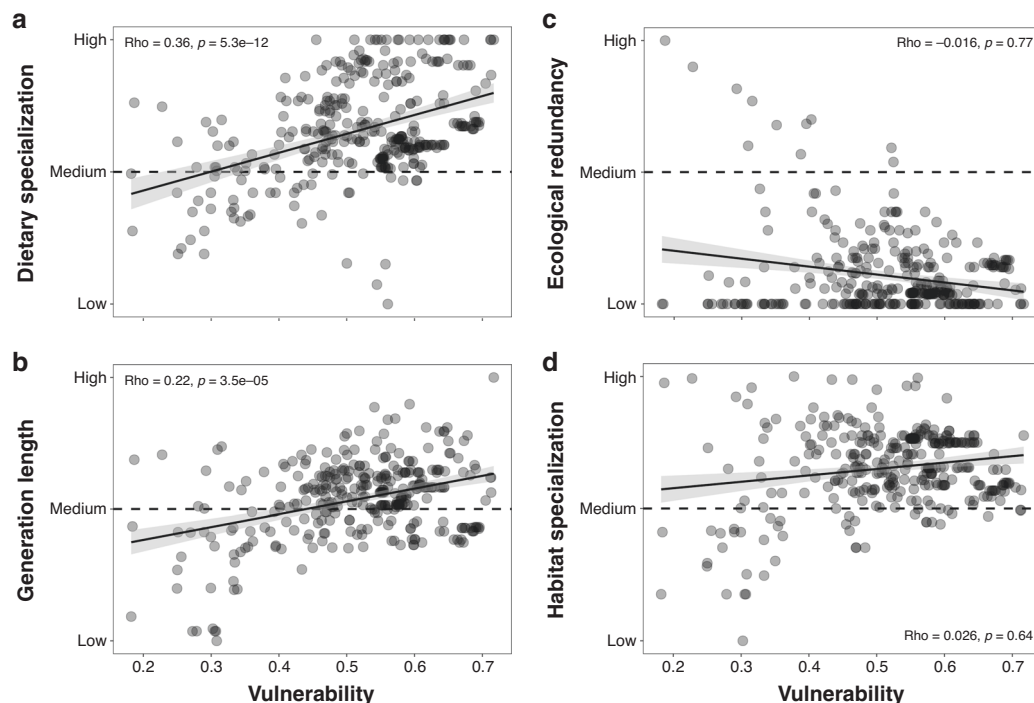 a
Rho = 0.36, p = 5.3e–12
High
Medium
Low
Dietary specialization
c
Rho = –0.016, p = 0.77
High
Medium
Low
Ecological redundancy
b
Rho = 0.22, p = 3.5e–05
High
Medium
Low
Generation length
0.2 0.3 0.4 0.5 0.6 0.7
Vulnerability
d
High
Medium
Low
Habitat specialization
Rho = 0.026, p = 0.64
0.2 0.3 0.4 0.5 0.6 0.7
Vulnerability